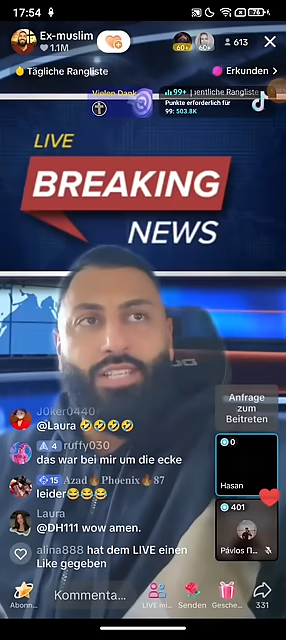 17:54
76
Ex-muslim
1.1M
60+
60+
613
Tägliche Rangliste
Erkunden >
Vielen Dank
99+
entliche Rangliste
Punkte erforderlich für
99: 503.8K
LIVE
BREAKING
NEWS
J0ker0440
@Laura 🤣🤣🤣🤣
4 ruffy030
das war bei mir um die ecke
15 Azad🔥Phoenix🔥87
leider😂😂😂
Laura
@DH111 wow amen.
alina888 hat dem LIVE einen
Like gegeben
Anfrage
zum
Beitreten
0
Hasan
401
Pávlos Π...
Kommenta...
Abonn...
LIVE mi...
Senden
Gesche...
331